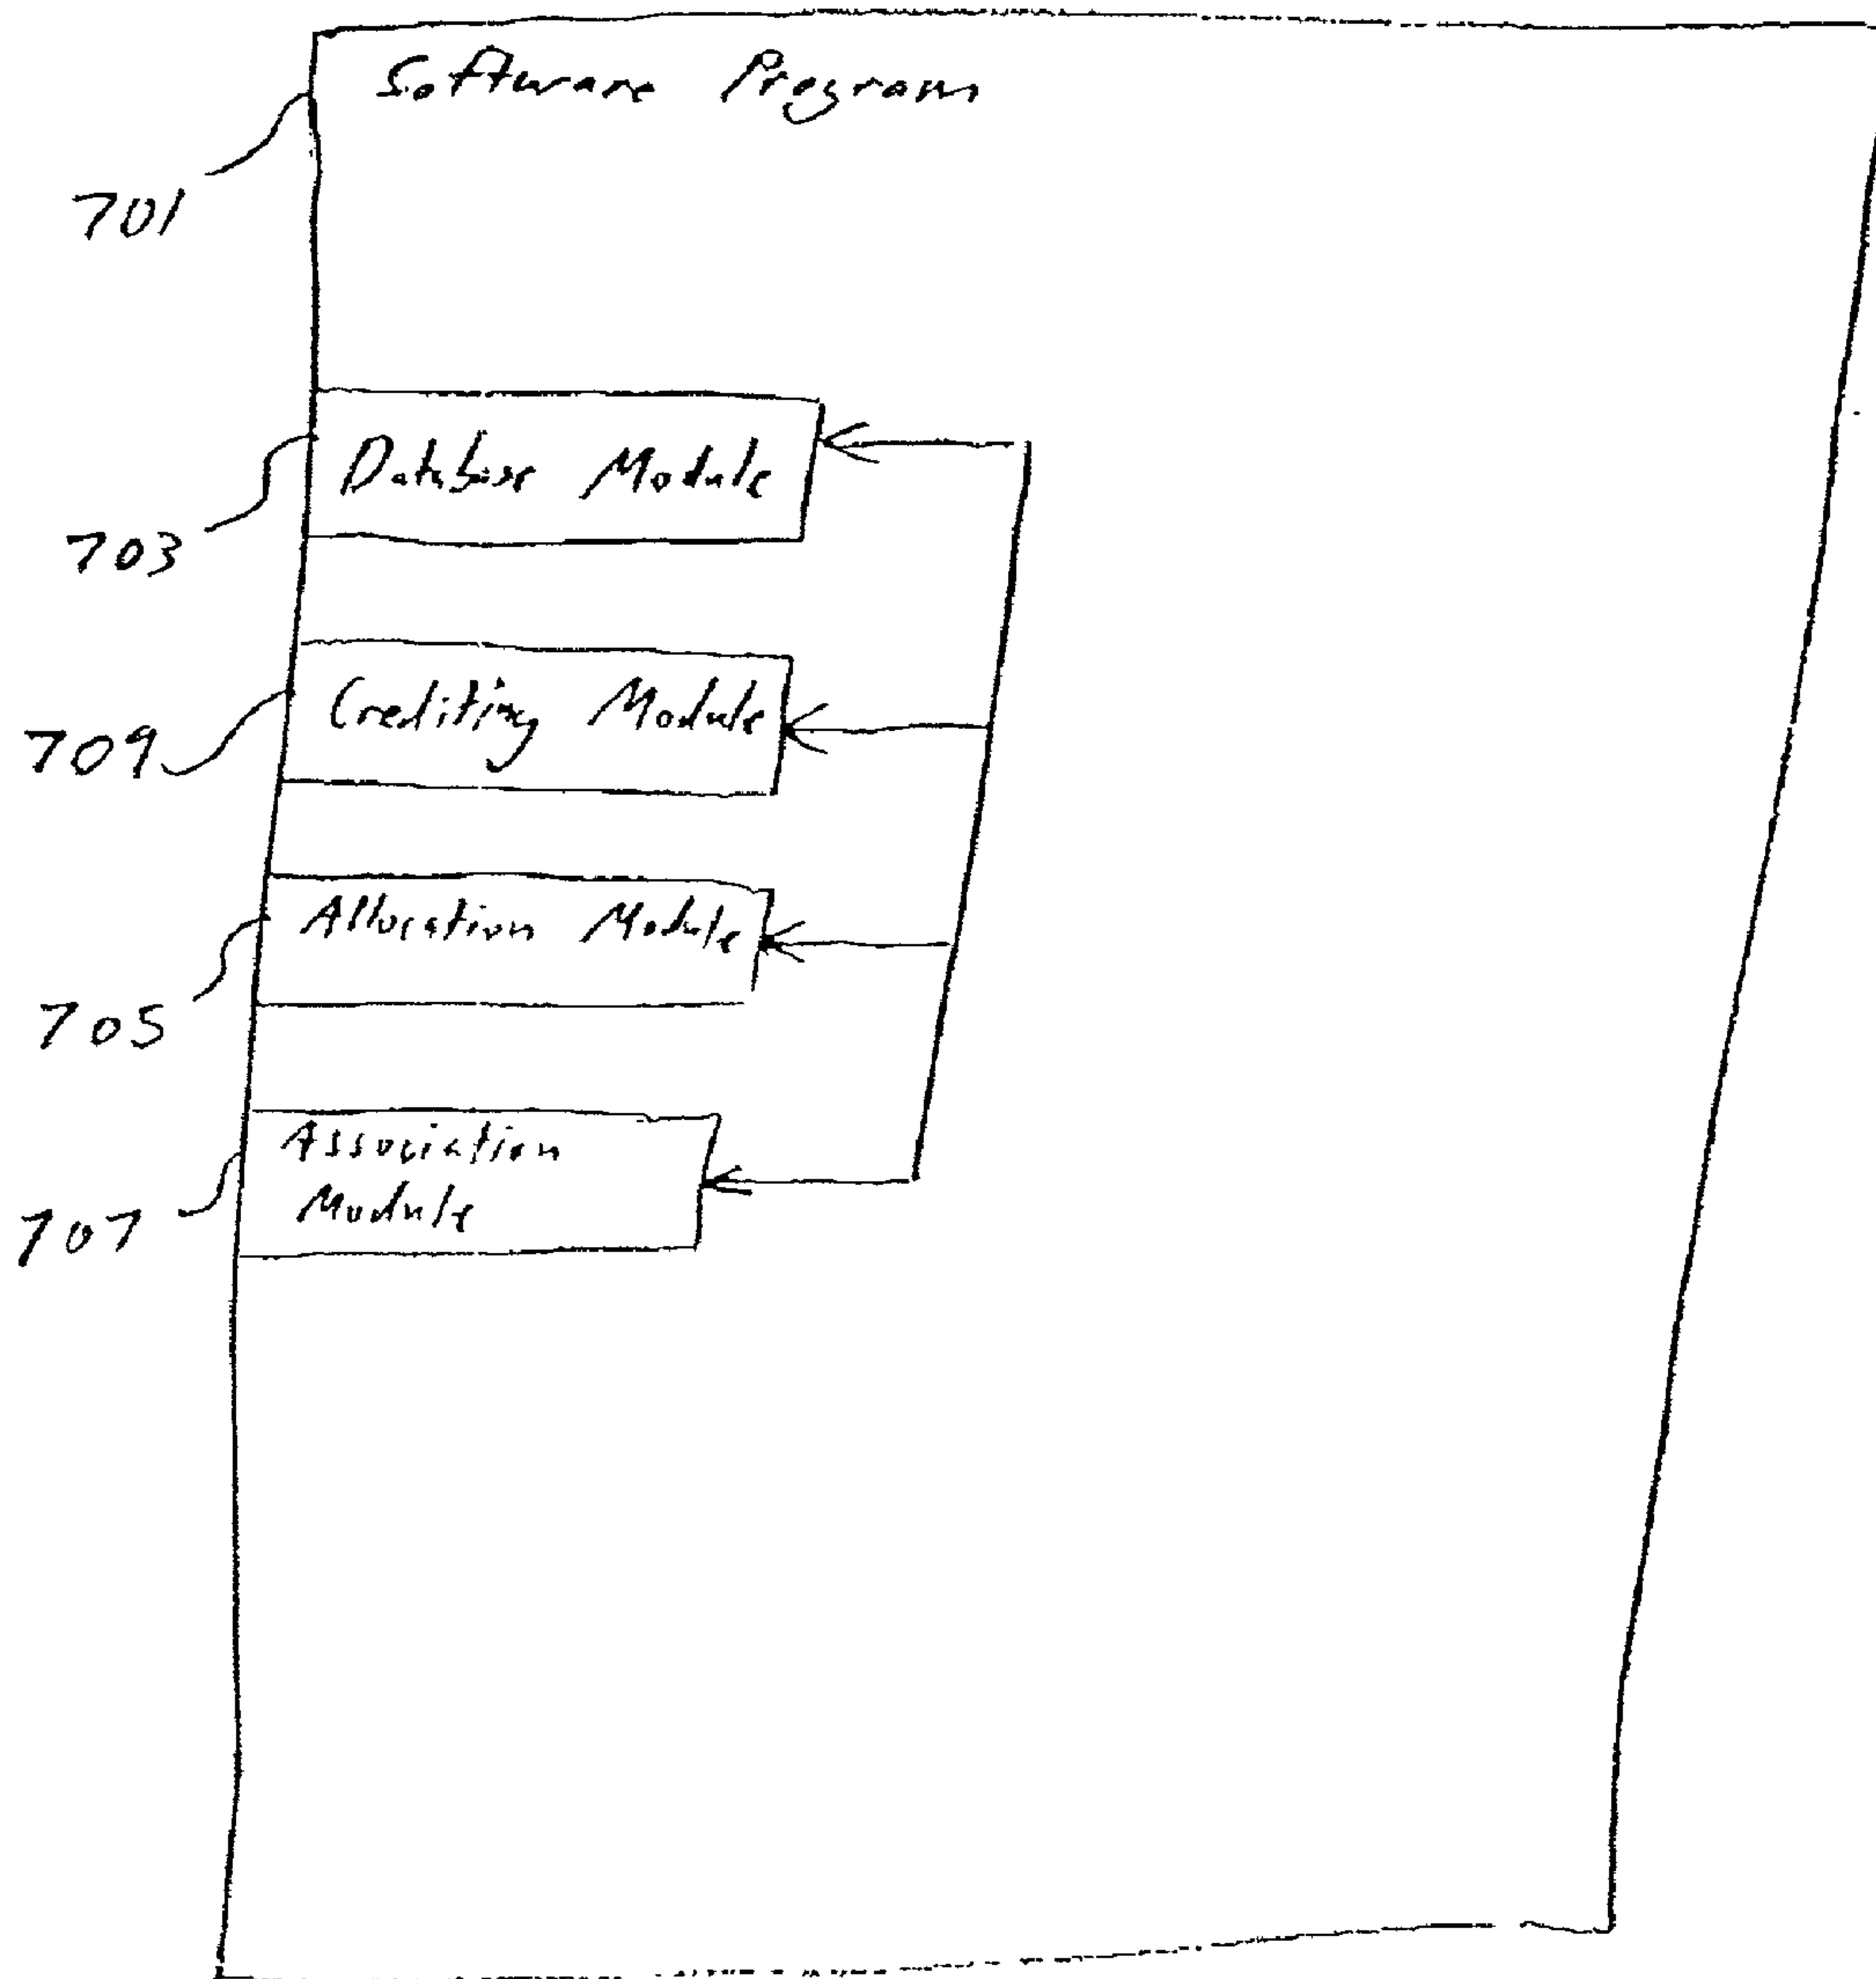 Software Program
701
Database Module
703
Crediting Module
709
Allocation Module
705
Association
Module
707